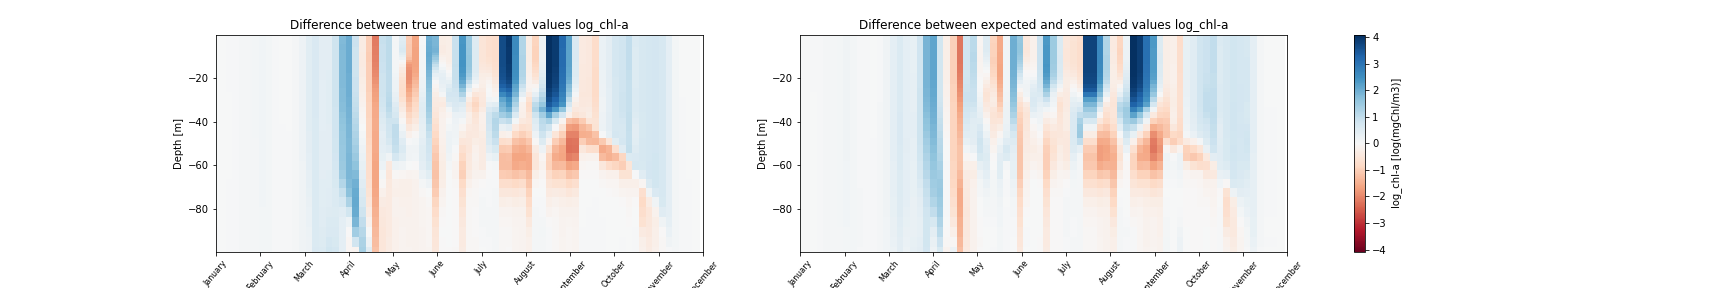 Difference between true and estimated values log_chl-a
Depth [m]
−20
−40
−60
−80
January
February
March
April
May
June
July
August
October
Difference between expected and estimated values log_chl-a
Depth [m]
−20
−40
−60
−80
January
February
March
April
May
June
July
August
October
4
3
2
1
0
−1
−2
−3
−4
log_chl-a [log(mgChl/m3)]